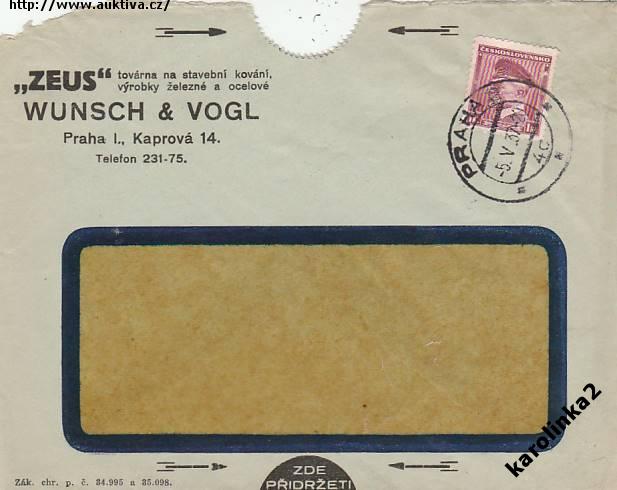 http://www.auktiva.cz/
„ZEUS“ továrna na stavební kování,
výrobky železné a ocelové
WUNSCH & VOGL
Praha I., Kaprová 14.
Telefon 231-75.
ČESKOSLOVENSKO
PRAHA
-5.V.37
4c
karolinka2
ZDE
PŘIDRŽETI
Zák. chr. p. č. 34.995 a 35.098.